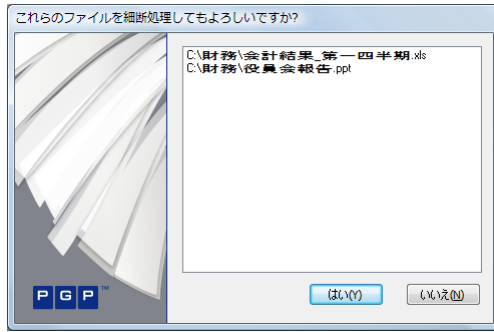 これらのファイルを細断処理してもよろしいですか?
C:\財務\会計結果_第一四半期.xls
C:\財務\役員会報告.ppt
PGP™
はい(Y)
いいえ(N)